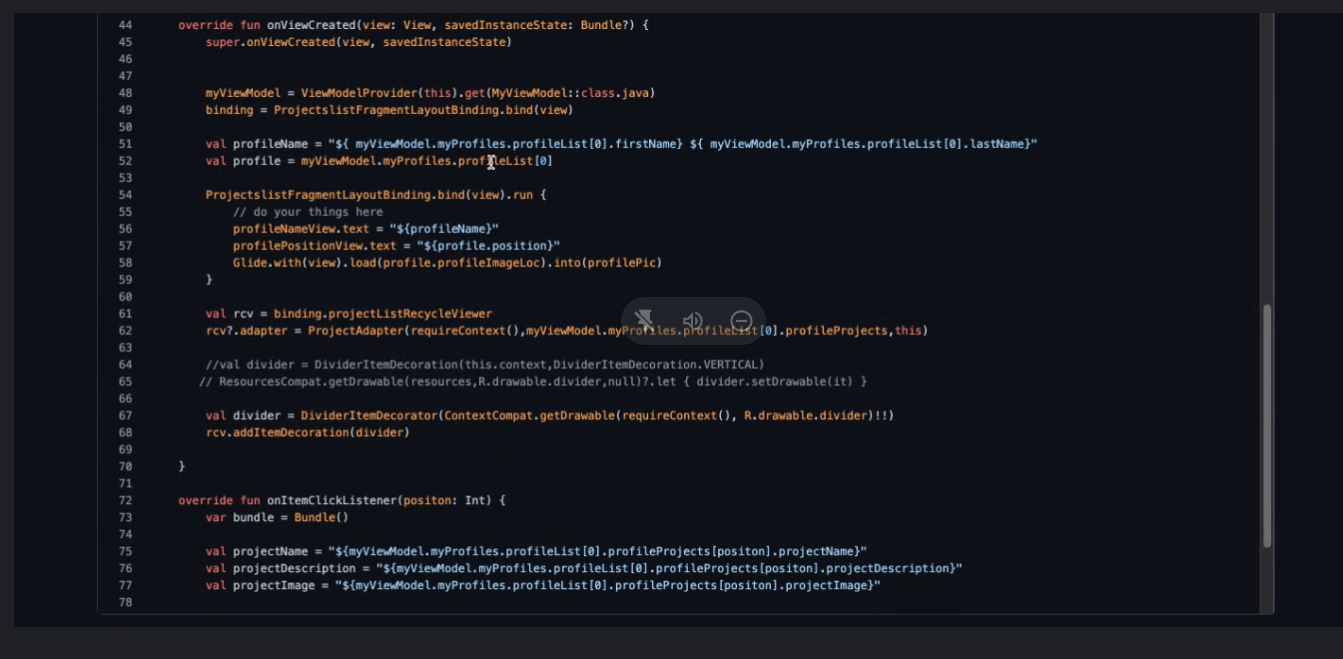 44 override fun onViewCreated(view: View, savedInstanceState: Bundle?) {
45 super.onViewCreated(view, savedInstanceState)
46
47
48 myViewModel = ViewModelProvider(this).get(MyViewModel::class.java)
49 binding = ProjectslistFragmentLayoutBinding.bind(view)
50
51 val profileName = "${ myViewModel.myProfiles.profileList[0].firstName} ${ myViewModel.myProfiles.profileList[0].lastName}"
52 val profile = myViewModel.myProfiles.profileList[0]
53
54 ProjectslistFragmentLayoutBinding.bind(view).run {
55 // do your things here
56 profileNameView.text = "${profileName}"
57 profilePositionView.text = "${profile.position}"
58 Glide.with(view).load(profile.profileImageLoc).into(profilePic)
59 }
60
61 val rcv = binding.projectListRecycleViewer
62 rcv?.adapter = ProjectAdapter(requireContext(),myViewModel.myProfiles.profileList[0].profileProjects,this)
63
64 //val divider = DividerItemDecoration(this.context,DividerItemDecoration.VERTICAL)
65 // ResourcesCompat.getDrawable(resources,R.drawable.divider,null)?.let { divider.setDrawable(it) }
66
67 val divider = DividerItemDecorator(ContextCompat.getDrawable(requireContext(), R.drawable.divider)!!)
68 rcv.addItemDecoration(divider)
69
70 }
71
72 override fun onItemClickListener(positon: Int) {
73 var bundle = Bundle()
74
75 val projectName = "${myViewModel.myProfiles.profileList[0].profileProjects[positon].projectName}"
76 val projectDescription = "${myViewModel.myProfiles.profileList[0].profileProjects[positon].projectDescription}"
77 val projectImage = "${myViewModel.myProfiles.profileList[0].profileProjects[positon].projectImage}"
78